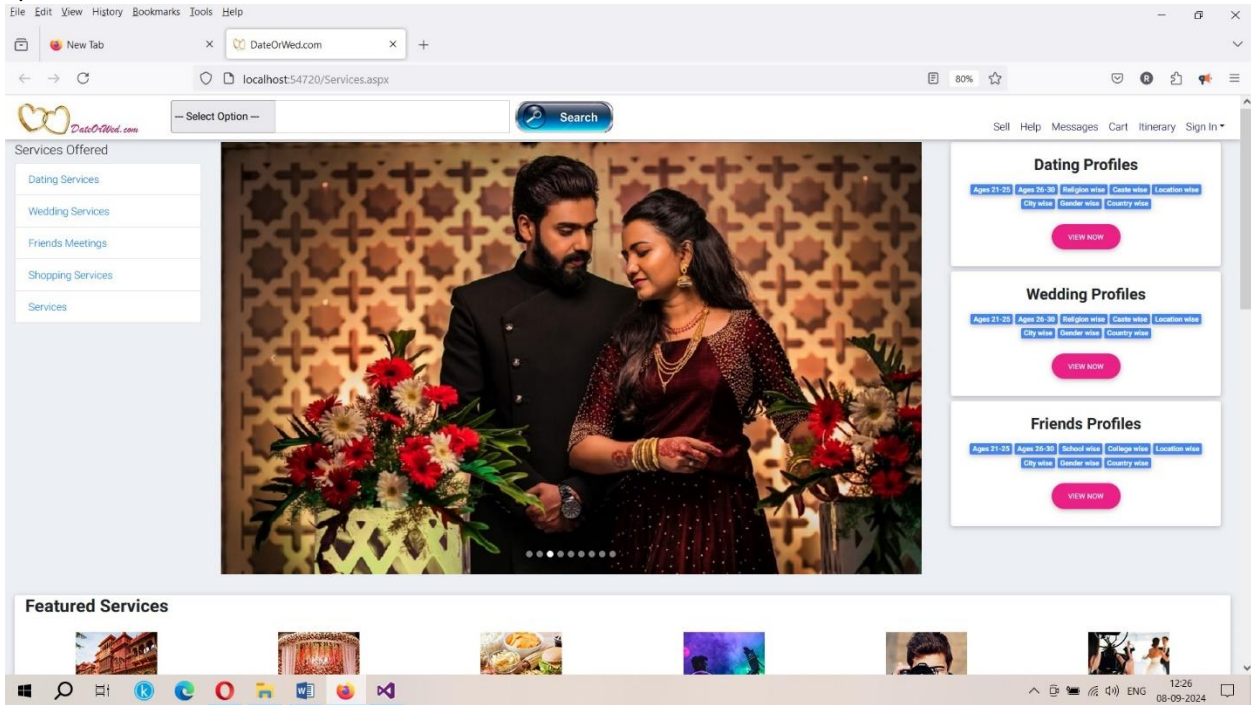 File Edit View History Bookmarks Tools Help
New Tab
DateOrWed.com
localhost:54720/Services.aspx
80%
R
DateOrWed.com
--- Select Option ---
Search
Sell Help Messages Cart Itinerary Sign In
Services Offered
Dating Services
Wedding Services
Friends Meetings
Shopping Services
Services
Dating Profiles
Ages 21-25 Ages 26-30 Religion wise Caste wise Location wise
City wise Gender wise Country wise
VIEW NOW
Wedding Profiles
Ages 21-25 Ages 26-30 Religion wise Caste wise Location wise
City wise Gender wise Country wise
VIEW NOW
Friends Profiles
Ages 21-25 Ages 26-30 School wise College wise Location wise
City wise Gender wise Country wise
VIEW NOW
Featured Services
ENG
12:26
08-09-2024